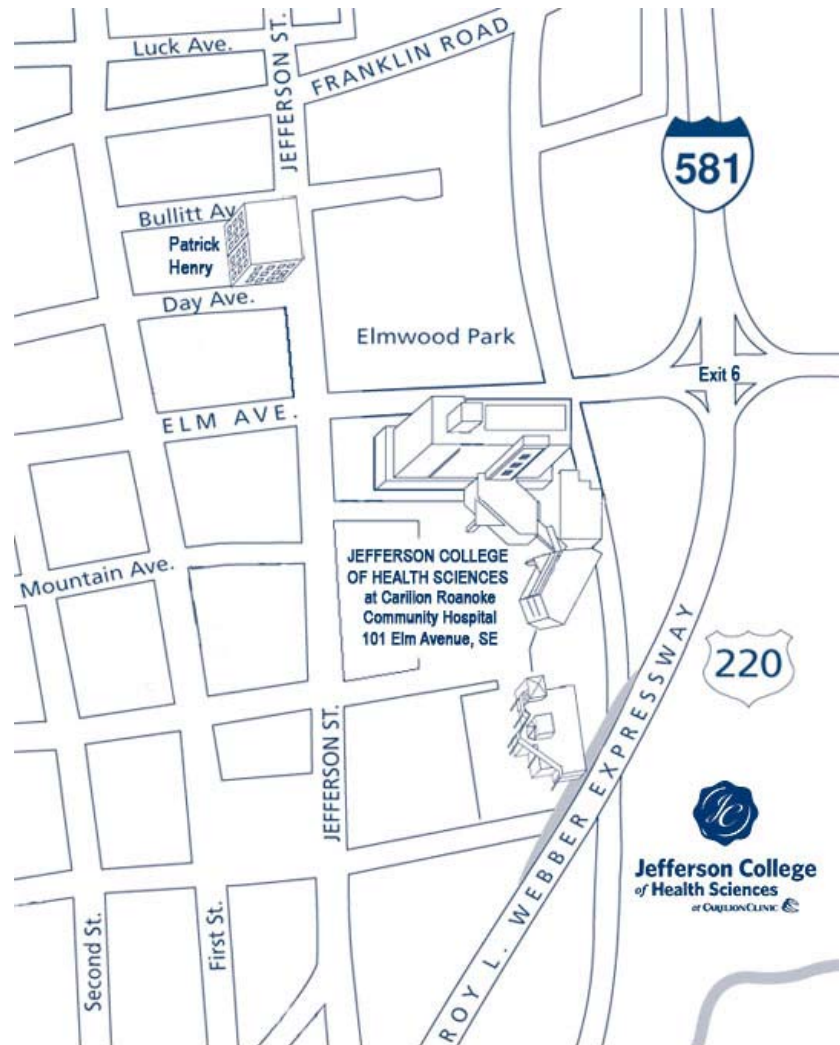 Luck Ave.
JEFFERSON ST.
FRANKLIN ROAD
581
Bullitt Av
Patrick
Henry
Day Ave.
Elmwood Park
Exit 6
ELM AVE.
JEFFERSON COLLEGE
OF HEALTH SCIENCES
at Carilion Roanoke
Community Hospital
101 Elm Avenue, SE
Mountain Ave.
220
JEFFERSON ST.
ROY L. WEBBER EXPRESSWAY
JC
Jefferson College
of Health Sciences
at CARILION CLINIC
Second St.
First St.